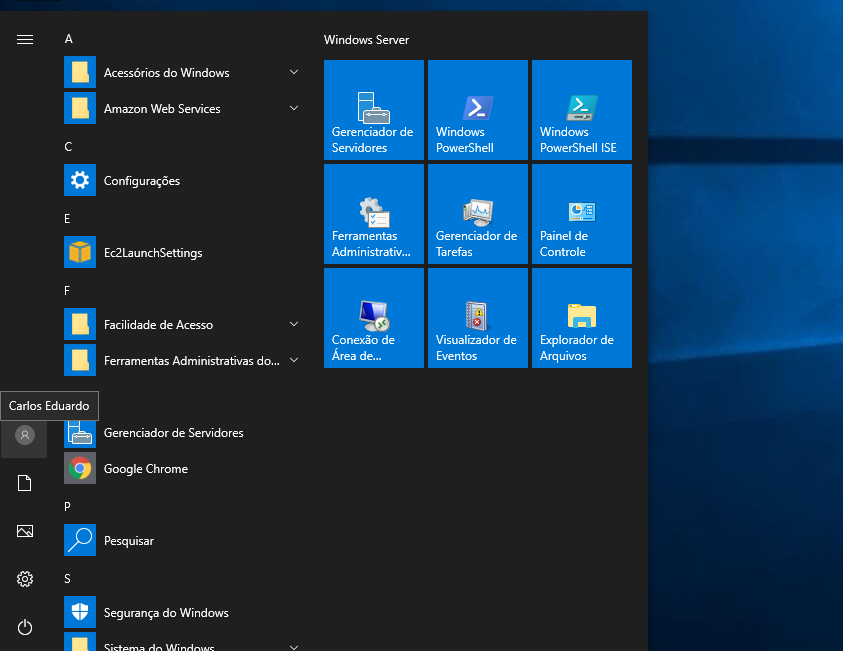 A
Acessórios do Windows
Amazon Web Services
C
Configurações
E
Ec2LaunchSettings
F
Facilidade de Acesso
Ferramentas Administrativas do...
Carlos Eduardo
Gerenciador de Servidores
Google Chrome
P
Pesquisar
S
Segurança do Windows
Sistema do Windows
Windows Server
Gerenciador de
Servidores
Windows
PowerShell
Windows
PowerShell ISE
Ferramentas
Administrativ...
Gerenciador de
Tarefas
Painel de
Controle
Conexão de
Área de...
Visualizador de
Eventos
Explorador de
Arquivos